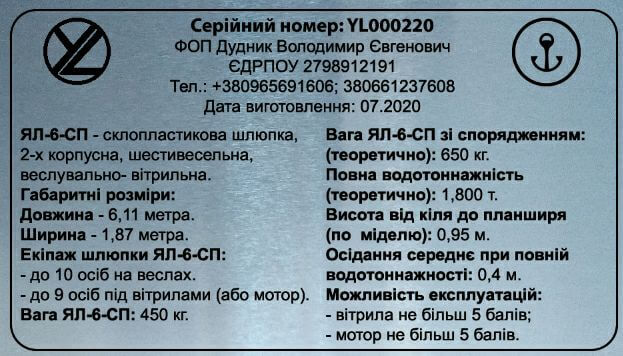 Серійний номер: YL000220
ФОП Дудник Володимир Євгенович
ЄДРПОУ 2798912191
Тел.: +380965691606; 380661237608
Дата виготовлення: 07.2020
ЯЛ-6-СП - склопластикова шлюпка,
2-х корпусна, шестивесельна,
веслувально- вітрильна.
Габаритні розміри:
Довжина - 6,11 метра.
Ширина - 1,87 метра.
Екіпаж шлюпки ЯЛ-6-СП:
- до 10 осіб на веслах.
- до 9 осіб під вітрилами (або мотор).
Вага ЯЛ-6-СП: 450 кг.
Вага ЯЛ-6-СП зі спорядженням:
(теоретично): 650 кг.
Повна водотоннажність
(теоретично): 1,800 т.
Висота від кіля до планширя
(по міделю): 0,95 м.
Осідання середнє при повній
водотоннажності: 0,4 м.
Можливість експлуатацій:
- вітрила не більш 5 балів;
- мотор не більш 5 балів.